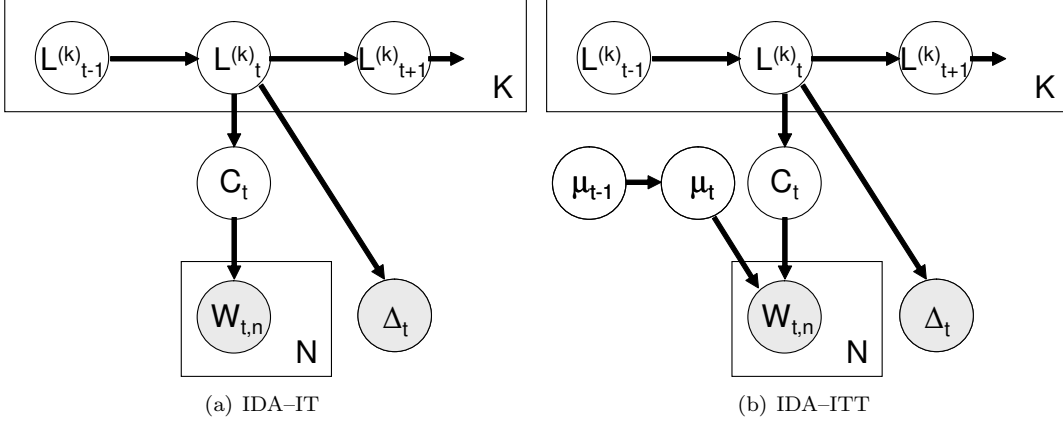 L(k)t-1 L(k)t L(k)t+1 K L(k)t-1 L(k)t L(k)t+1 K
Ct μt-1 μt Ct
Wt,n N Δt Wt,n N Δt
(a) IDA–IT (b) IDA–ITT